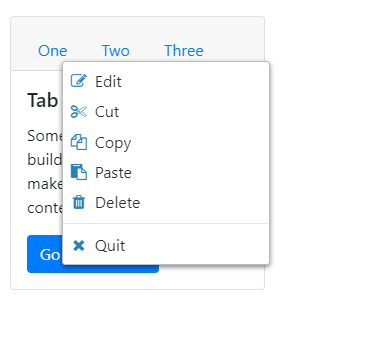 One Two Three
Edit
Tab
Cut
Some
Copy
build
Paste
make
Delete
conte
Quit
Go